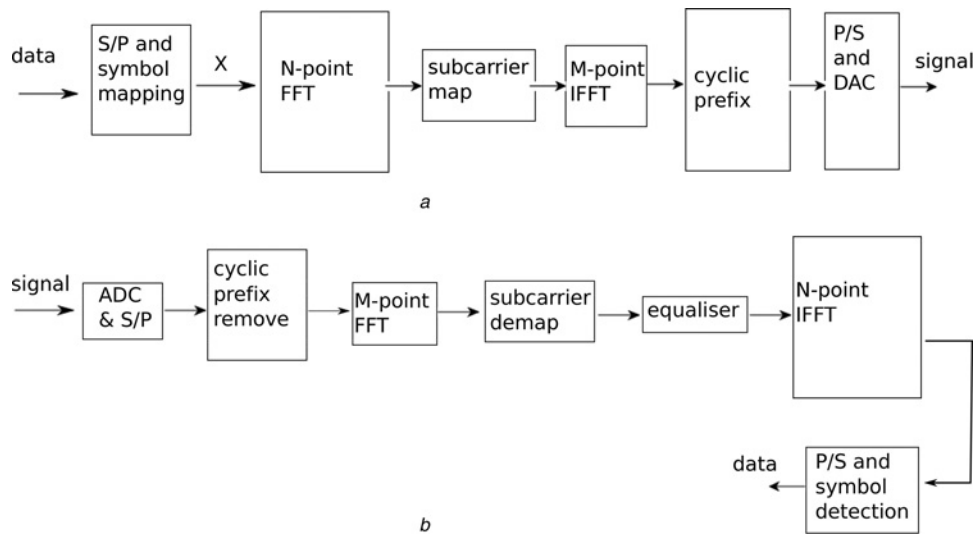 data
S/P and
symbol
mapping
X
N-point
FFT
subcarrier
map
M-point
IFFT
cyclic
prefix
P/S
and
DAC
signal
a
signal
ADC
& S/P
cyclic
prefix
remove
M-point
FFT
subcarrier
demap
equaliser
N-point
IFFT
P/S and
symbol
detection
data
b